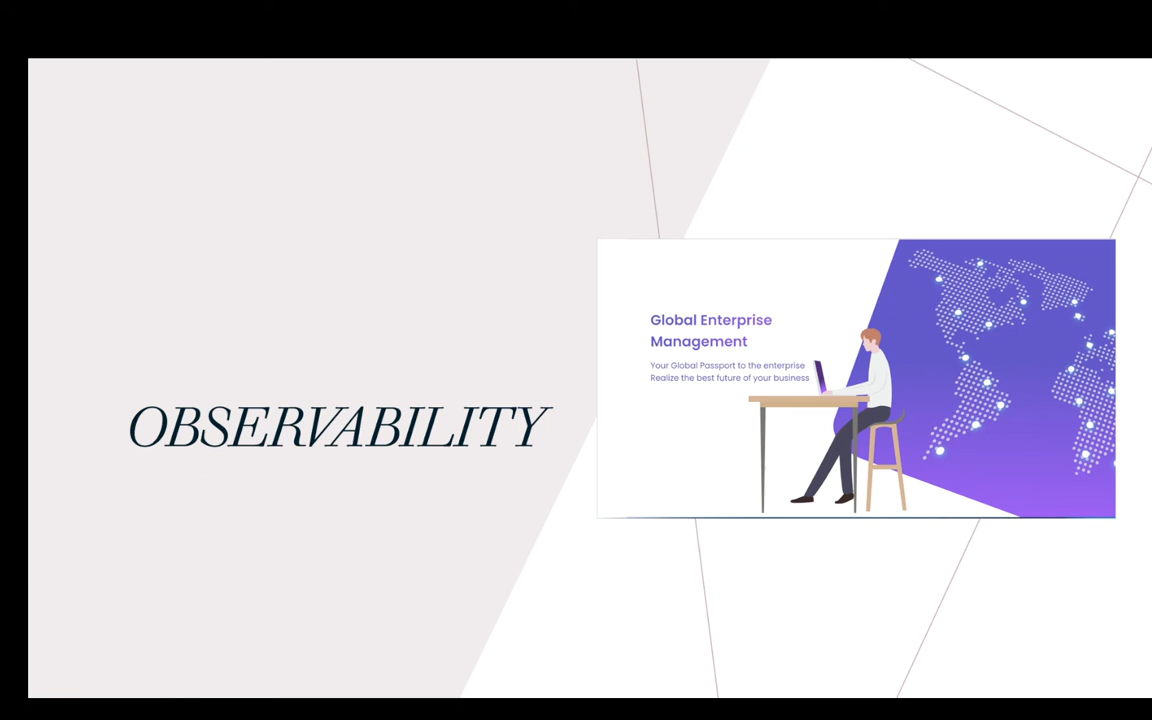 OBSERVABILITY
Global Enterprise
Management
Your Global Passport to the enterprise
Realize the best future of your business